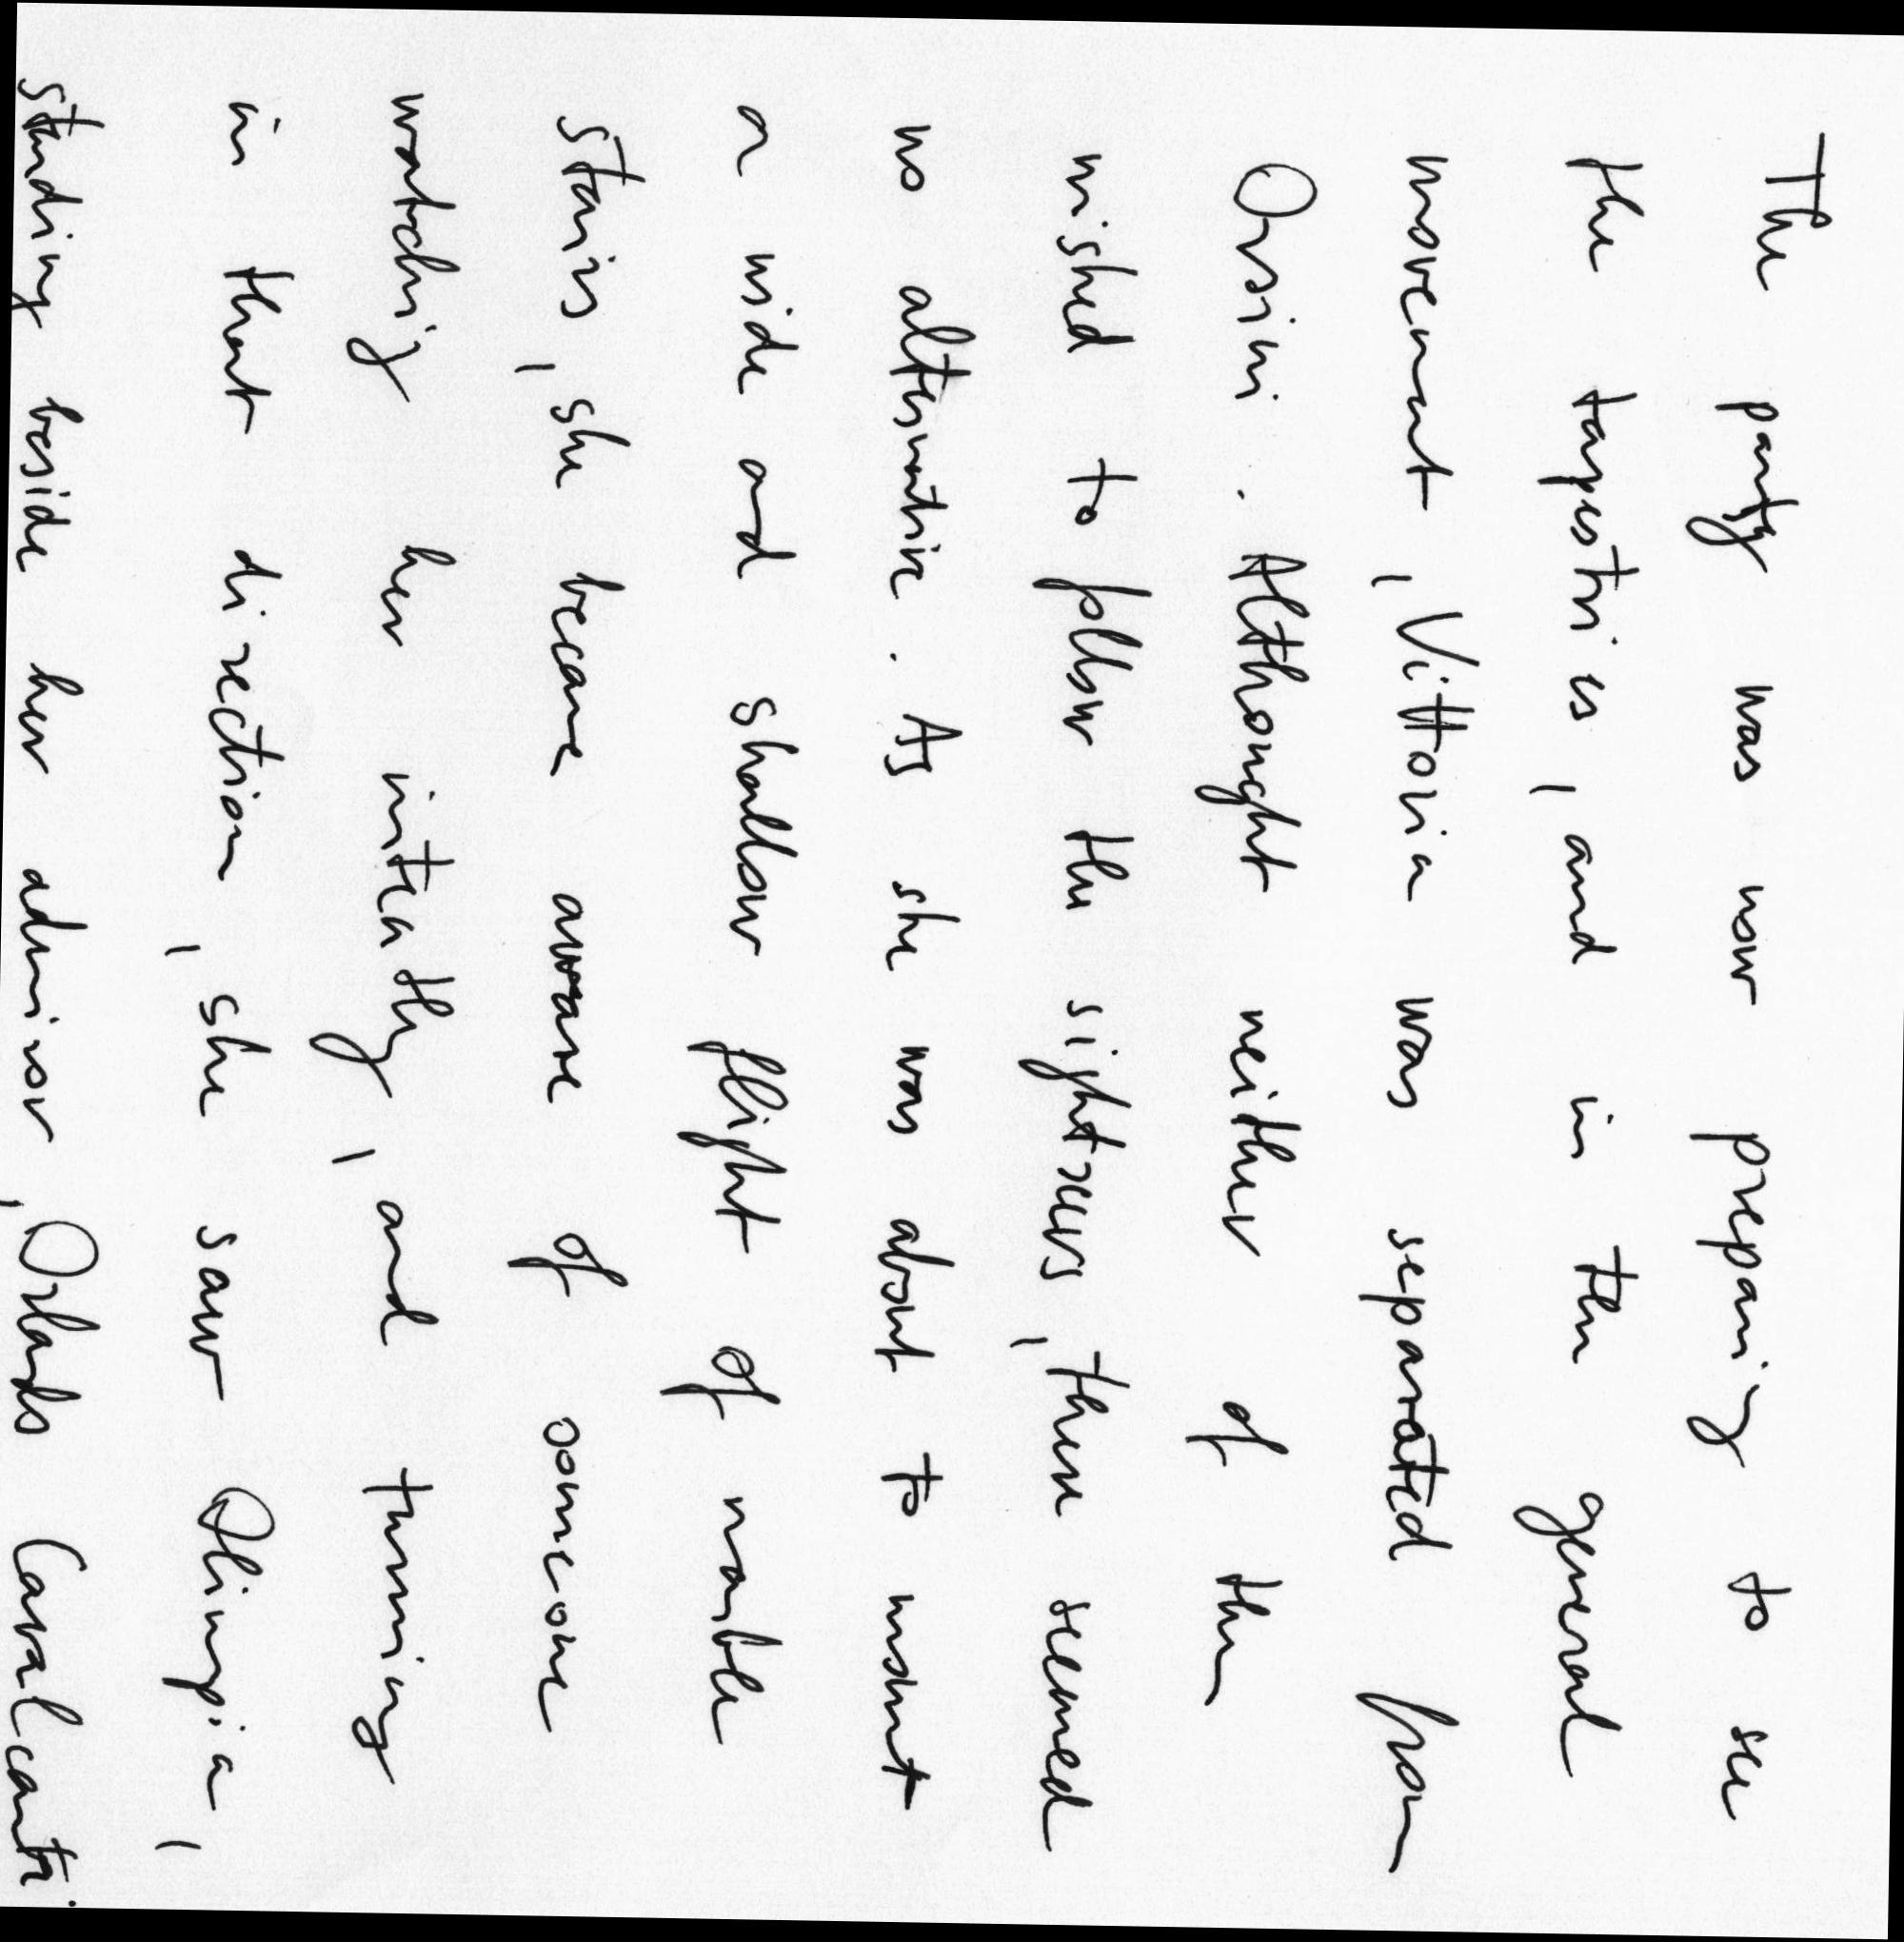 The party was now preparing to see
the tapestries, and in the general
movement, Vittoria was separated from
Orsini. Althought neither of them
wished to follow the sightseers, there seemed
no alternative. As she was about to mount
a wide and shallow flight of marble
stairs, she became aware of someone
watching her intently, and turning
in that direction, she saw Olimpia,
standing beside her admiror, Orlando Cavalcanti.